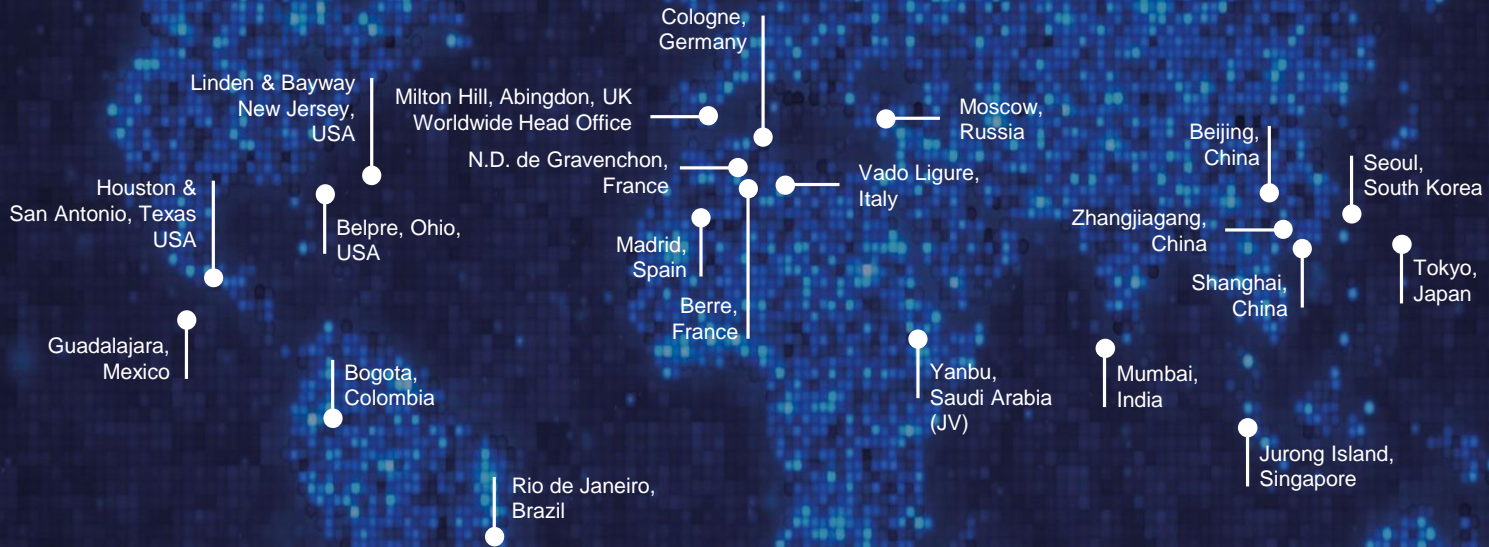 Cologne,
Germany
Linden & Bayway
New Jersey,
USA
Milton Hill, Abingdon, UK
Worldwide Head Office
Moscow,
Russia
Beijing,
China
Seoul,
South Korea
N.D. de Gravenchon,
France
Vado Ligure,
Italy
Houston &
San Antonio, Texas
USA
Belpre, Ohio,
USA
Madrid,
Spain
Zhangjiagang,
China
Shanghai,
China
Tokyo,
Japan
Berre,
France
Guadalajara,
Mexico
Bogota,
Colombia
Yanbu,
Saudi Arabia
(JV)
Mumbai,
India
Jurong Island,
Singapore
Rio de Janeiro,
Brazil